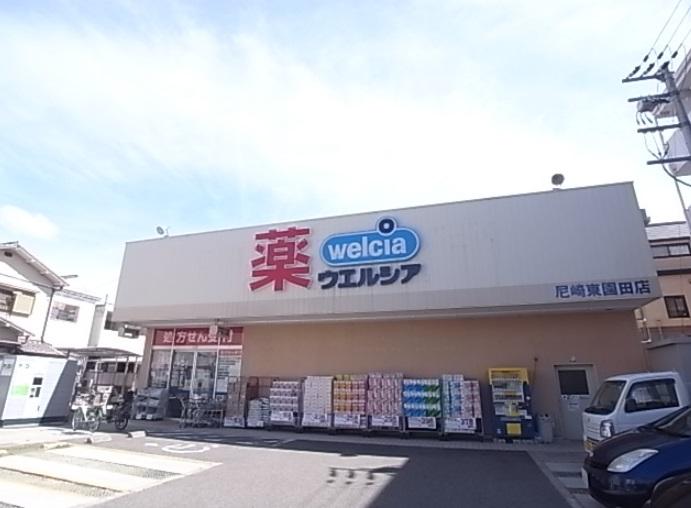 薬
welcia
ウエルシア
尼崎東園田店
処方せん受付